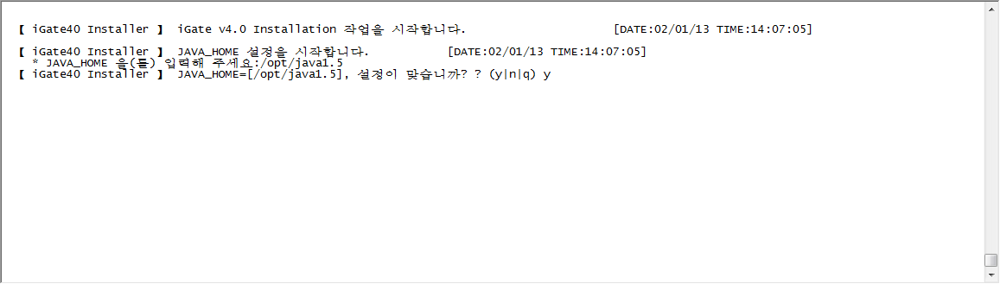 【 iGate40 Installer 】 iGate v4.0 Installation 작업을 시작합니다. [DATE:02/01/13 TIME:14:07:05]
【 iGate40 Installer 】 JAVA_HOME 설정을 시작합니다. [DATE:02/01/13 TIME:14:07:05]
* JAVA_HOME 을(를) 입력해 주세요:/opt/java1.5
【 iGate40 Installer 】 JAVA_HOME=[/opt/java1.5], 설정이 맞습니까? ? (y|n|q) y